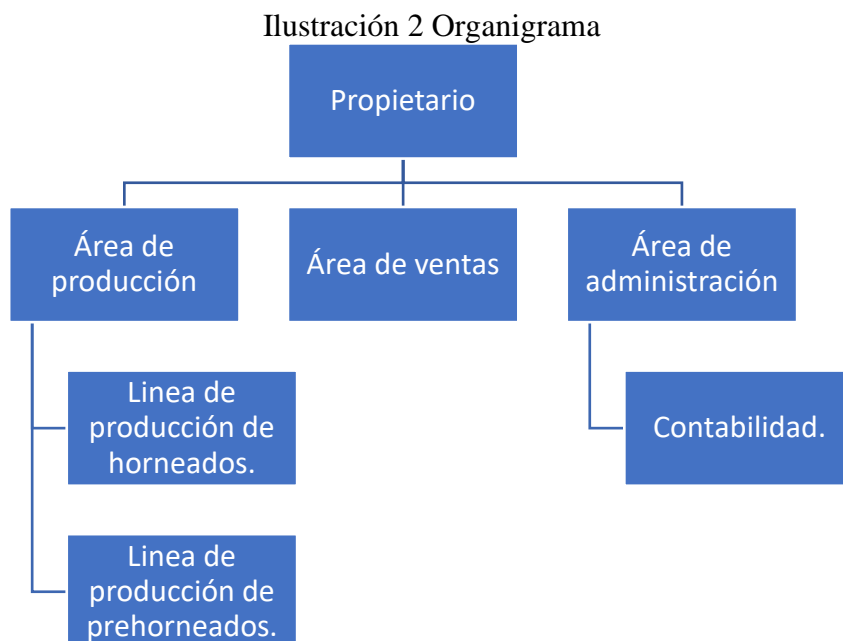 Ilustración 2 Organigrama
Propietario
Área de
producción
Área de ventas
Área de
administración
Linea de
producción de
horneados.
Contabilidad.
Linea de
producción de
prehorneados.